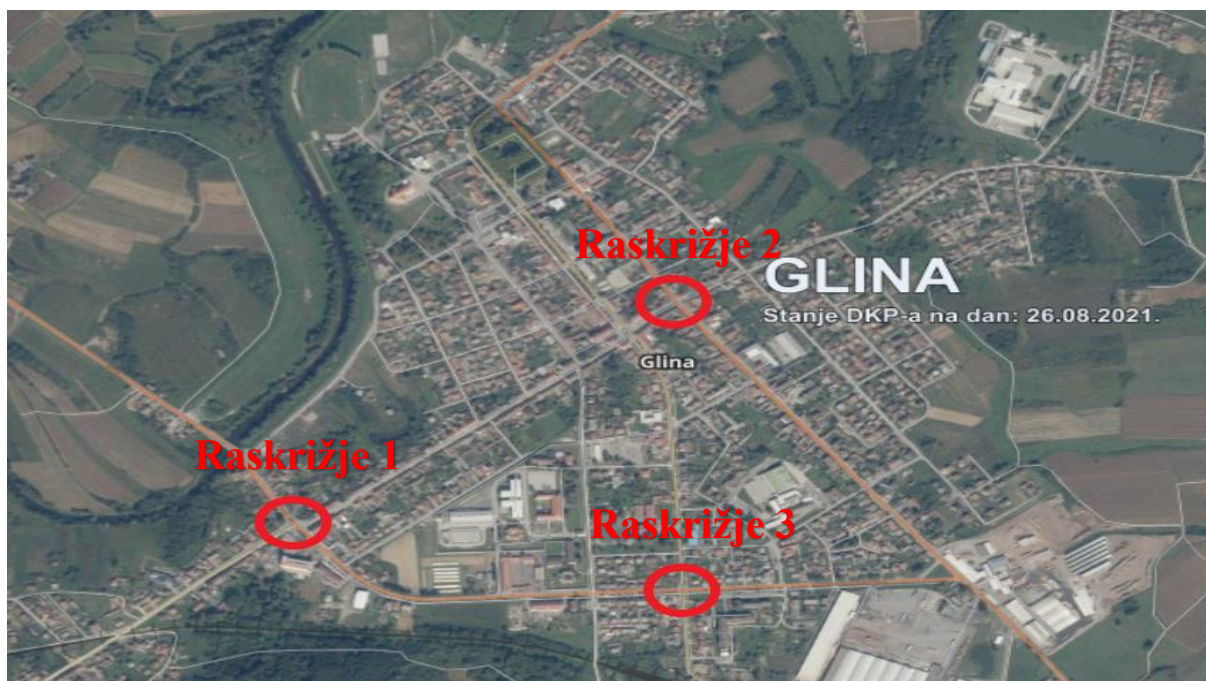 Raskrižje 2
GLINA
Stanje DKP-a na dan: 26.08.2021.
Glina
Raskrižje 1
Raskrižje 3